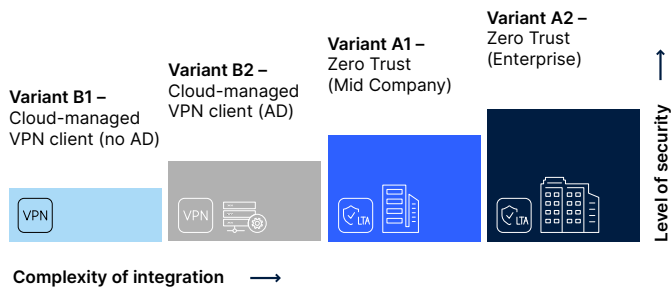 Variant B1 –
Cloud-managed
VPN client (no AD)
VPN
Variant B2 –
Cloud-managed
VPN client (AD)
VPN
Variant A1 –
Zero Trust
(Mid Company)
LTA
Variant A2 –
Zero Trust
(Enterprise)
LTA
Level of security
Complexity of integration